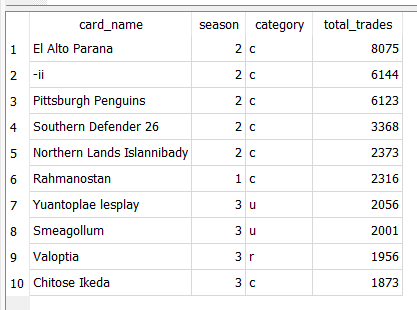 card_name season category total_trades
1 El Alto Parana 2 c 8075
2 -ii 2 c 6144
3 Pittsburgh Penguins 2 c 6123
4 Southern Defender 26 2 c 3368
5 Northern Lands Islannibady 2 c 2373
6 Rahmanostan 1 c 2316
7 Yuantoplae lesplay 3 u 2056
8 Smeagollum 3 u 2001
9 Valoptia 3 r 1956
10 Chitose Ikeda 3 c 1873